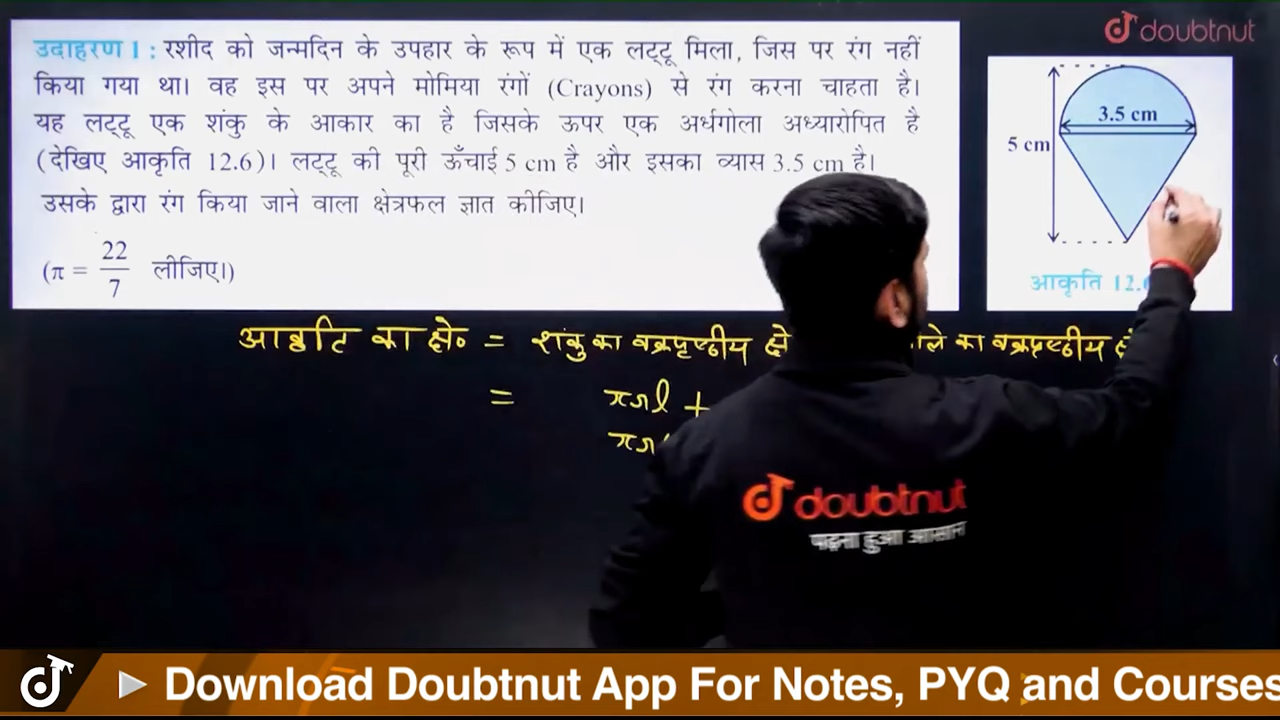 doubtnut
उदाहरण 1 : रशीद को जन्मदिन के उपहार के रूप में एक लट्टू मिला, जिस पर रंग नहीं
किया गया था। वह इस पर अपने मोमिया रंगों (Crayons) से रंग करना चाहता है।
यह लट्टू एक शंकु के आकार का है जिसके ऊपर एक अर्धगोला अध्यारोपित है
(देखिए आकृति 12.6)। लट्टू की पूरी ऊँचाई 5 cm है और इसका व्यास 3.5 cm है।
उसके द्वारा रंग किया जाने वाला क्षेत्रफल ज्ञात कीजिए।
(π = 22/7 लीजिए।)
3.5 cm
5 cm
आकृति
का क्षे० = शंकु का वक्रपृष्ठीय क्षे का वक्रपृष्ठीय
= πrl +
doubtnut
पढ़ना हुआ आसान
Download Doubtnut App For Notes, PYQ and Courses